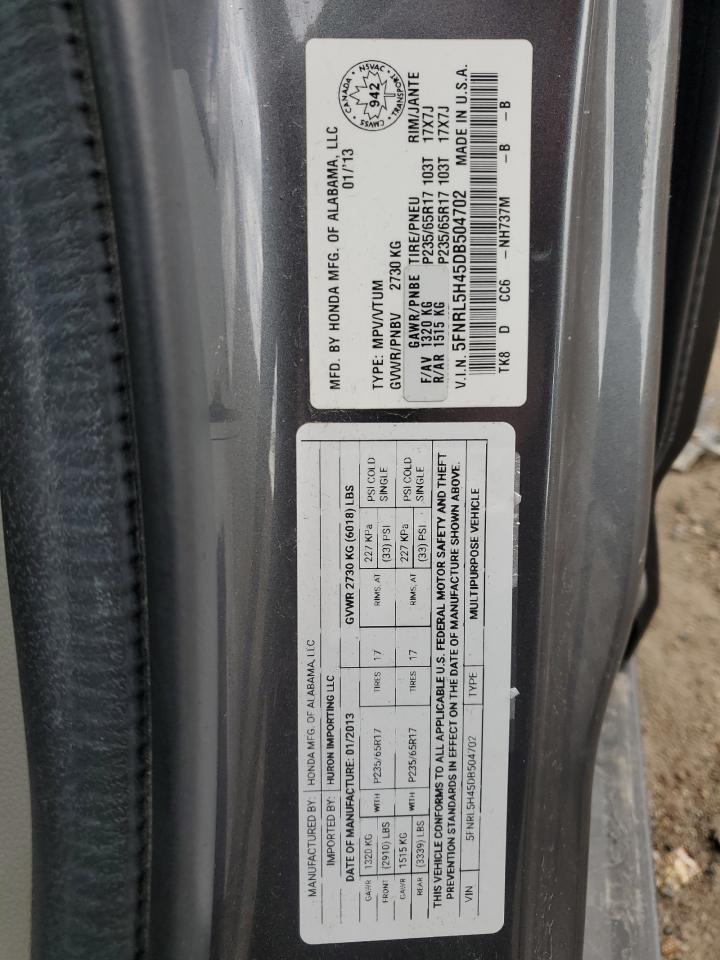 MFD. BY HONDA MFG. OF ALABAMA, LLC
01/'13
CANADA • NSVAC • TRANSPORT • CMVSS
942
TYPE: MPV/VTUM
GVWR/PNBV 2730 KG
GAWR/PNBE TIRE/PNEU RIM/JANTE
F/AV 1320 KG P235/65R17 103T 17X7J
R/AR 1515 KG P235/65R17 103T 17X7J
V.I.N. 5FNRL5H45DB504702 MADE IN U.S.A.
TK8 D CC6 -NH737M -B -B
MANUFACTURED BY: HONDA MFG. OF ALABAMA, LLC
IMPORTED BY: HURON IMPORTING LLC
DATE OF MANUFACTURE: 01/2013 GVWR 2730 KG (6018) LBS
GAWR 1320 KG WITH P235/65R17 TIRES 17 RIMS, AT 227 KPa PSI COLD
FRONT (2910) LBS (33) PSI SINGLE
GAWR 1515 KG WITH P235/65R17 TIRES 17 RIMS, AT 227 KPa PSI COLD
REAR (3339) LBS (33) PSI SINGLE
THIS VEHICLE CONFORMS TO ALL APPLICABLE U.S. FEDERAL MOTOR SAFETY AND THEFT
PREVENTION STANDARDS IN EFFECT ON THE DATE OF MANUFACTURE SHOWN ABOVE.
VIN 5FNRL5H45DB504702 TYPE MULTIPURPOSE VEHICLE